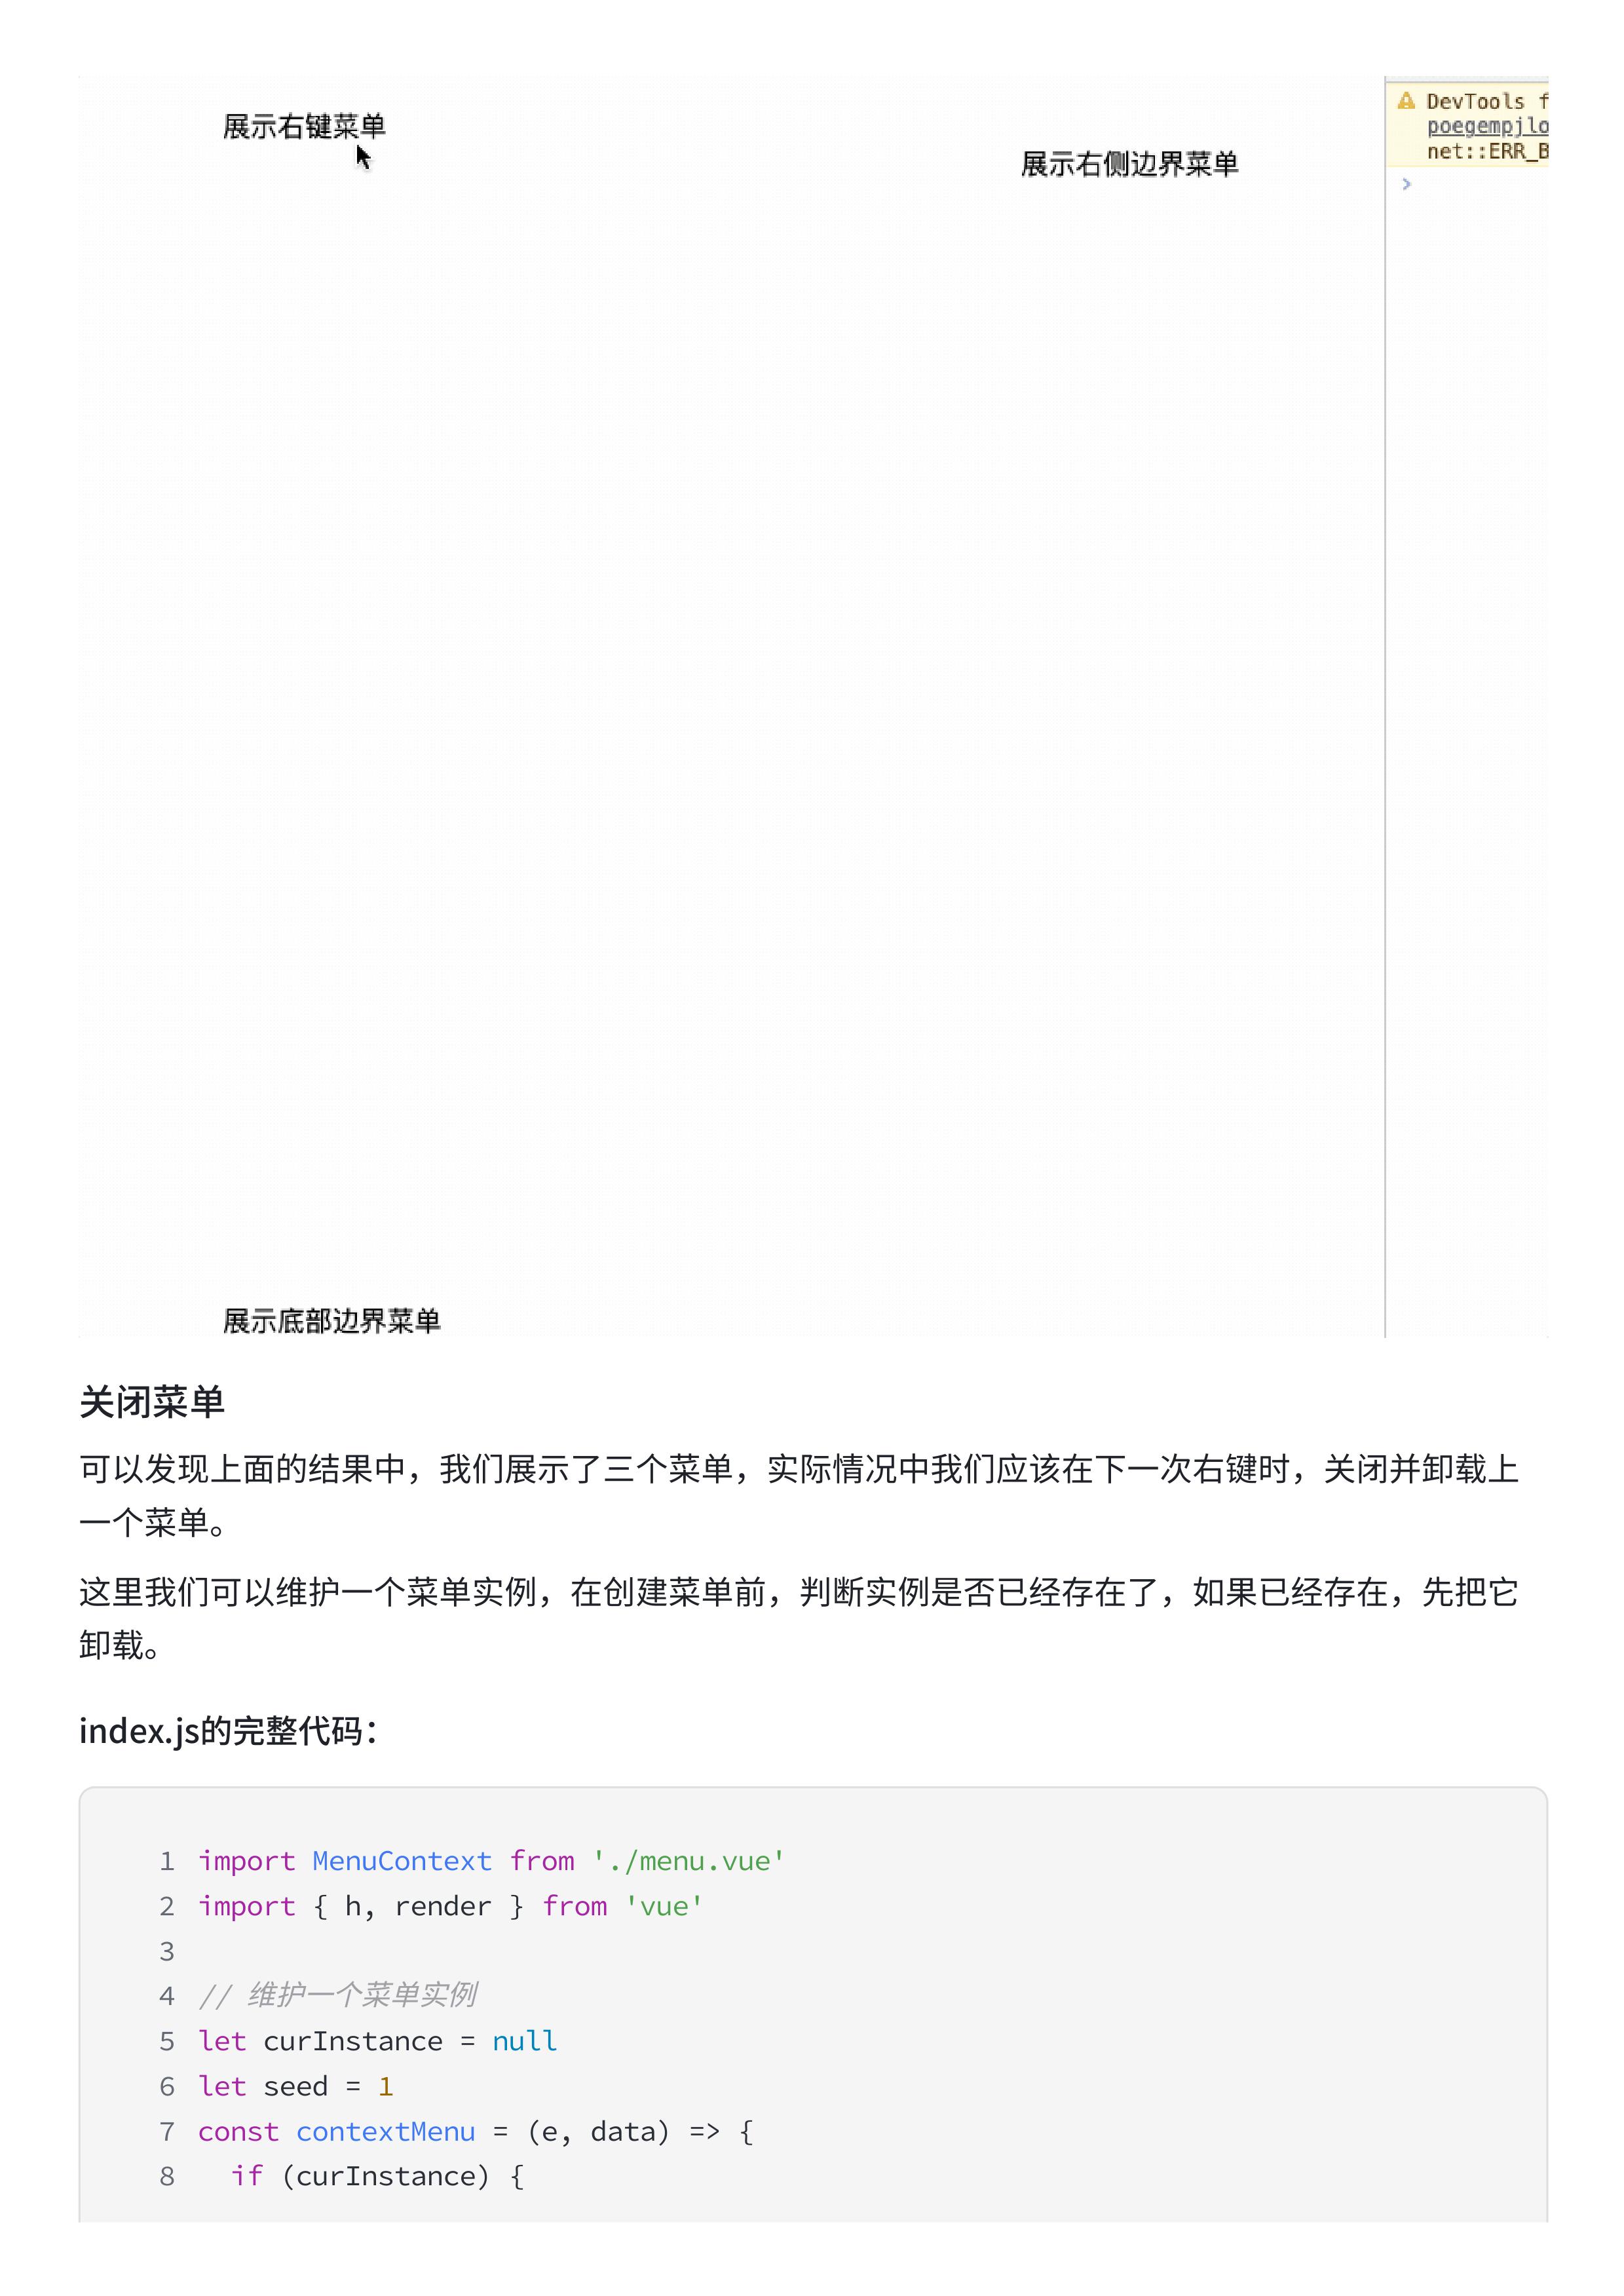 展示右键菜单
展示右侧边界菜单
DevTools f
poegempjlo
net::ERR_B
›
展示底部边界菜单
关闭菜单
可以发现上面的结果中，我们展示了三个菜单，实际情况中我们应该在下一次右键时，关闭并卸载上
一个菜单。
这里我们可以维护一个菜单实例，在创建菜单前，判断实例是否已经存在了，如果已经存在，先把它
卸载。
index.js的完整代码：
1 import MenuContext from './menu.vue'
2 import { h, render } from 'vue'
3
4 // 维护一个菜单实例
5 let curInstance = null
6 let seed = 1
7 const contextMenu = (e, data) => {
8   if (curInstance) {